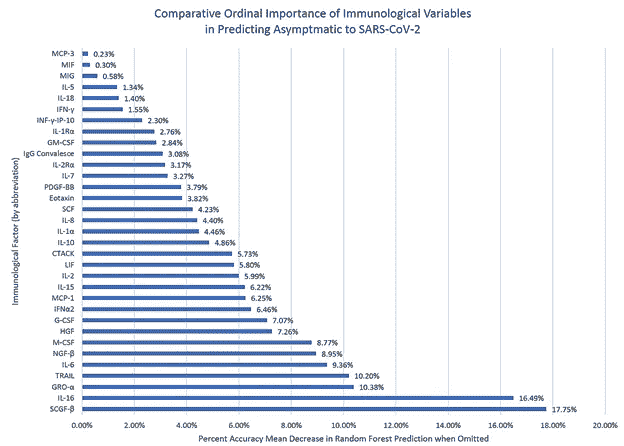 Comparative Ordinal Importance of Immunological Variables
in Predicting Asymptmatic to SARS-CoV-2
Immunological Factor (by abbreviation)
MCP-3 0.23%
MIF 0.30%
MIG 0.58%
IL-5 1.34%
IL-18 1.40%
IFN-γ 1.55%
INF-γ-IP-10 2.30%
IL-1Rα 2.76%
GM-CSF 2.84%
IgG Convalesce 3.08%
IL-2Rα 3.17%
IL-7 3.27%
PDGF-BB 3.79%
Eotaxin 3.82%
SCF 4.23%
IL-8 4.40%
IL-1α 4.46%
IL-10 4.86%
CTACK 5.73%
LIF 5.80%
IL-2 5.99%
IL-15 6.22%
MCP-1 6.25%
IFNα2 6.46%
G-CSF 7.07%
HGF 7.26%
M-CSF 8.77%
NGF-β 8.95%
IL-6 9.36%
TRAIL 10.20%
GRO-α 10.38%
IL-16 16.49%
SCGF-β 17.75%
0.00% 2.00% 4.00% 6.00% 8.00% 10.00% 12.00% 14.00% 16.00% 18.00% 20.00%
Percent Accuracy Mean Decrease in Random Forest Prediction when Omitted